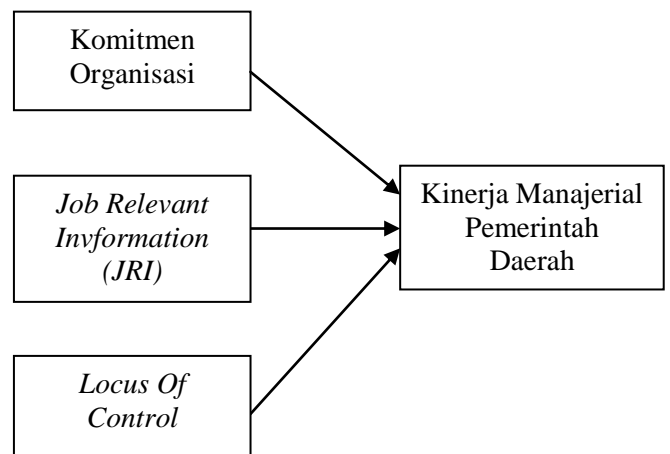 Komitmen
Organisasi
Job Relevant
Invformation
(JRI)
Kinerja Manajerial
Pemerintah
Daerah
Locus Of
Control